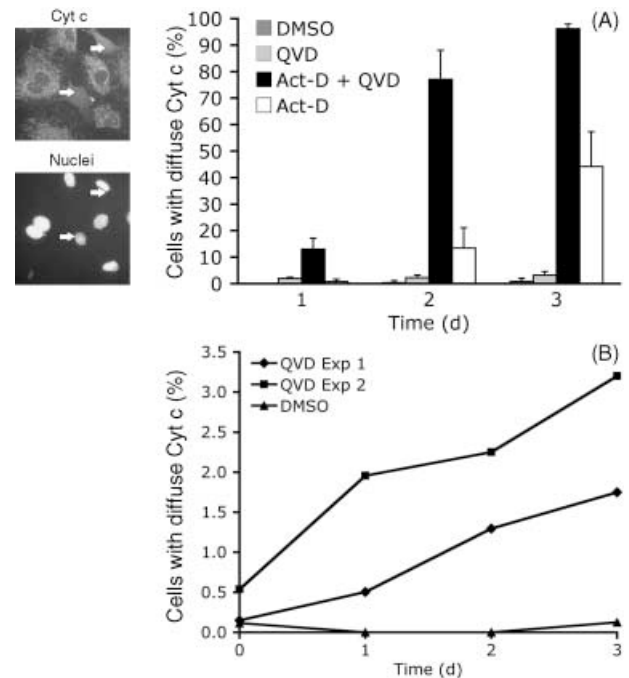 Cyt c
Nuclei
(A)
DMSO
QVD
Act-D + QVD
Act-D
Cells with diffuse Cyt c (%)
100
90
80
70
60
50
40
30
20
10
0
1 2 3
Time (d)
(B)
QVD Exp 1
QVD Exp 2
DMSO
Cells with diffuse Cyt c (%)
3.5
3.0
2.5
2.0
1.5
1.0
0.5
0.0
0 1 2 3
Time (d)